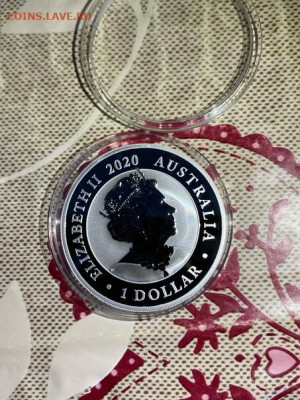 COINS.LAVE.RU
ELIZABETH II 2020 AUSTRALIA
• 1 DOLLAR •